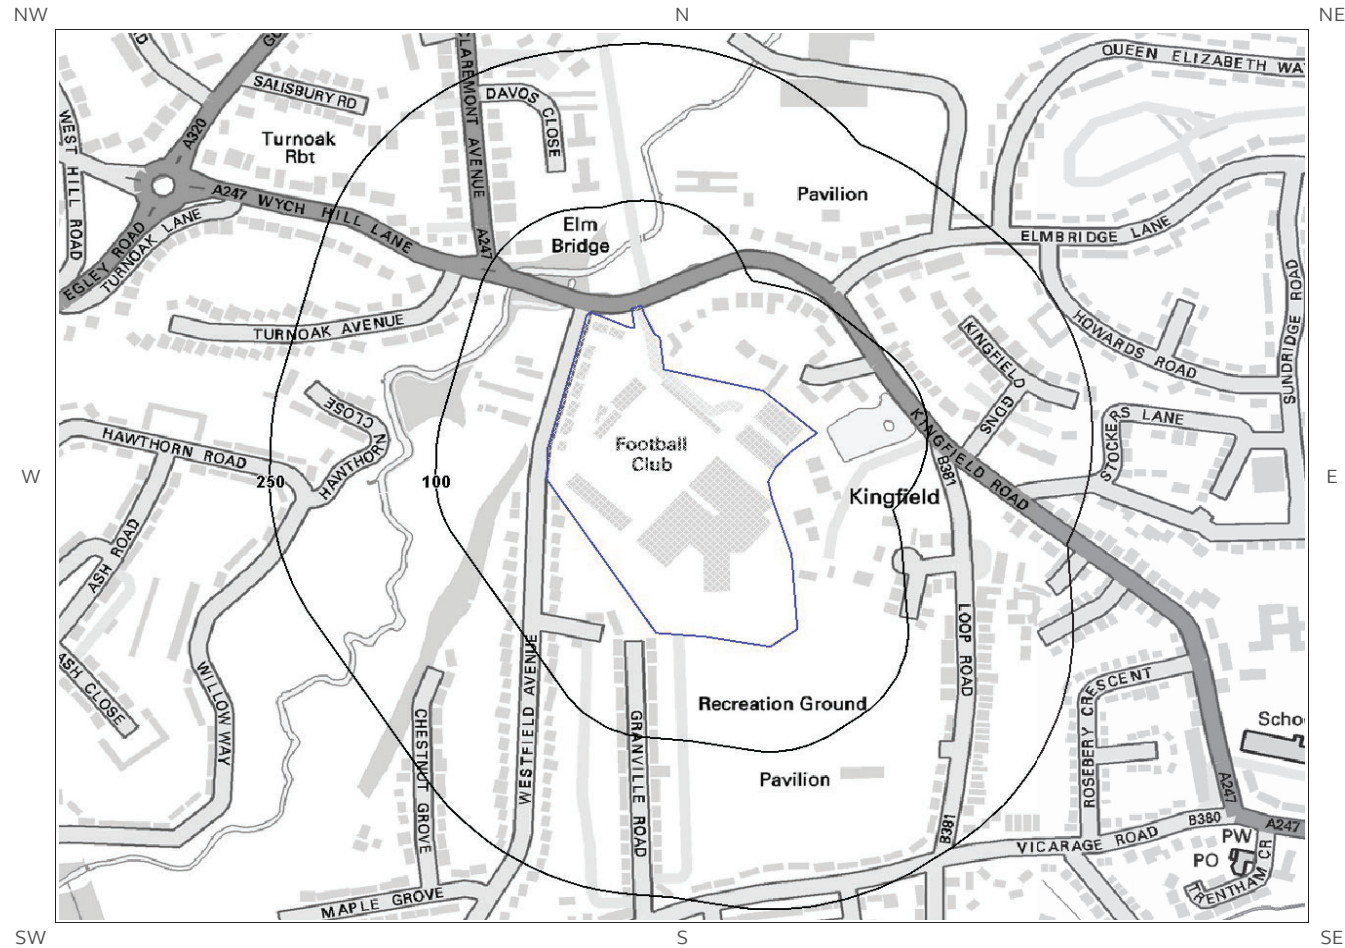 NW
N
NE
SALISBURY RD
A320
WEST HILL ROAD
Turnoak
Rbt
CLAREMONT AVENUE
DAVOS CLOSE
QUEEN ELIZABETH WA
Pavilion
A247 WYCH HILL LANE
A247
Elm
Bridge
EGLEY ROAD
TURNOAK LANE
ELMBRIDGE LANE
TURNOAK AVENUE
HOWARDS ROAD
SUNDRIDGE ROAD
KINGFIELD
GDNS
HAWTHORN CLOSE
STOCKERS LANE
HAWTHORN ROAD
Football
Club
KINGFIELD ROAD
B381
W
250
100
Kingfield
E
ASH ROAD
ASH CLOSE
WILLOW WAY
LOOP ROAD
WESTFIELD AVENUE
CHESTNUT GROVE
GRANVILLE ROAD
Recreation Ground
Pavilion
ROSEBERY CRESCENT
Schoo
A247
B381
VICARAGE ROAD
B380
A247
PW
PO
TRENTHAM CR
MAPLE GROVE
SW
S
SE